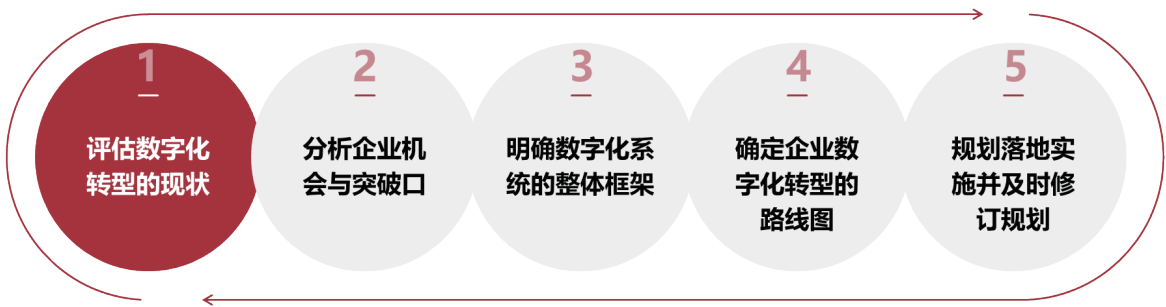 1
评估数字化
转型的现状
2
分析企业机
会与突破口
3
明确数字化系
统的整体框架
4
确定企业数
字化转型的
路线图
5
规划落地实
施并及时修
订规划